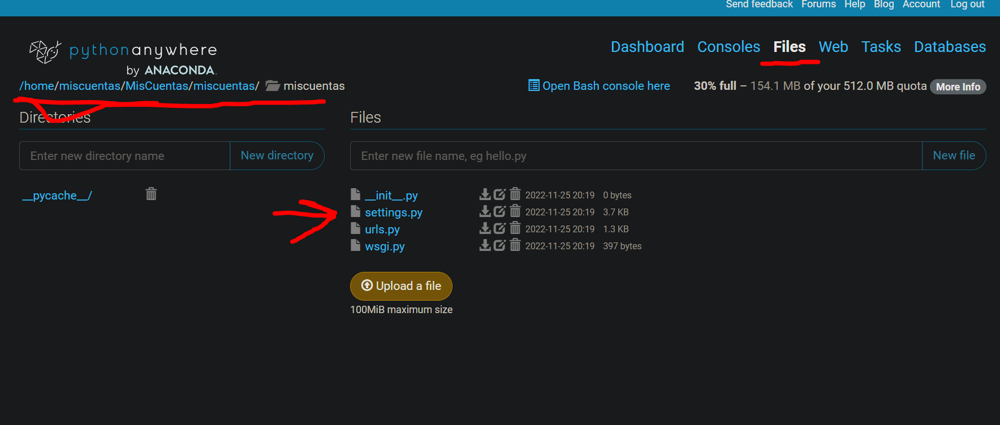 Send feedback Forums Help Blog Account Log out
pythonanywhere
by ANACONDA.
Dashboard Consoles Files Web Tasks Databases
/home/miscuentas/MisCuentas/miscuentas/ miscuentas
Open Bash console here
30% full – 154.1 MB of your 512.0 MB quota More Info
Directories
Enter new directory name New directory
__pycache__/
Files
Enter new file name, eg hello.py New file
__init__.py 2022-11-25 20:19 0 bytes
settings.py 2022-11-25 20:19 3.7 KB
urls.py 2022-11-25 20:19 1.3 KB
wsgi.py 2022-11-25 20:19 397 bytes
Upload a file
100MiB maximum size